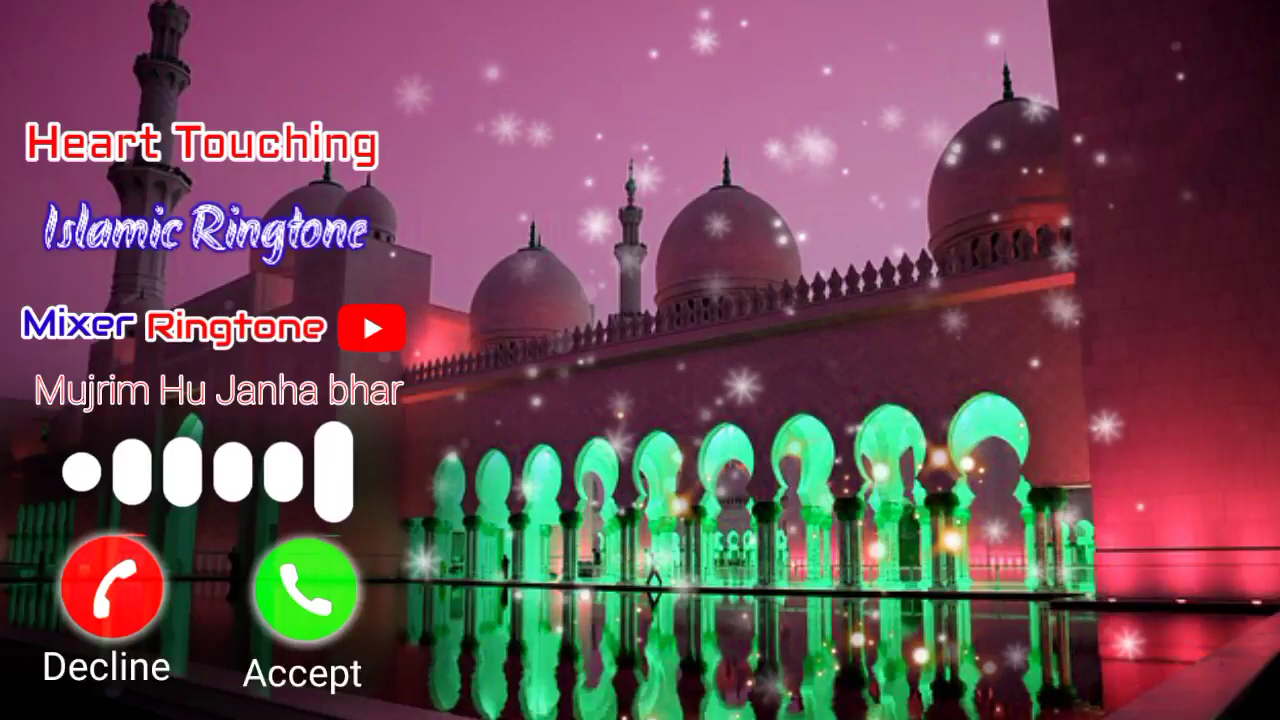 Heart Touching
Islamic Ringtone
Mixer Ringtone
Mujrim Hu Janha bhar
Decline
Accept